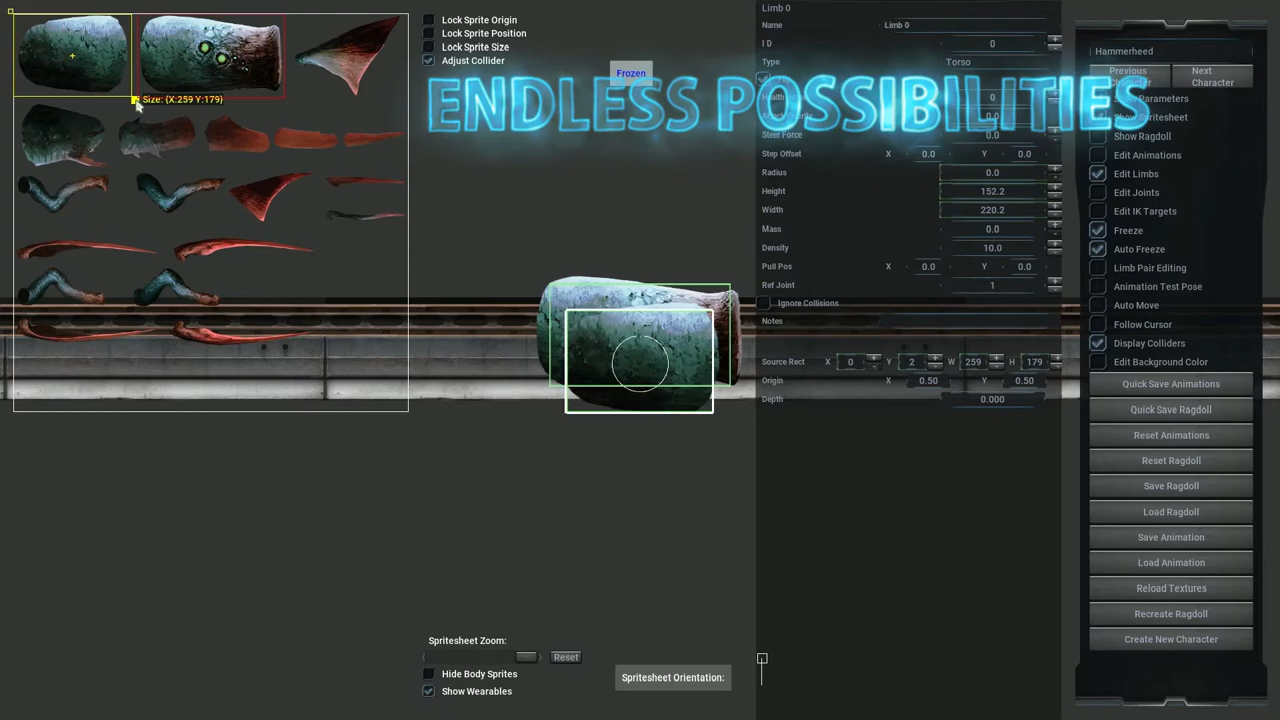 Lock Sprite Origin
Lock Sprite Position
Lock Sprite Size
Adjust Collider
Size: {X:259 Y:179}
Frozen
ENDLESS POSSIBILITIES
Limb 0
Name Limb 0
I D 0
Type Torso
0
0.0
Steer Force 0.0
Step Offset X 0.0 Y 0.0
Radius 0.0
Height 152.2
Width 220.2
Mass 0.0
Density 10.0
Pull Pos X 0.0 Y 0.0
Ref Joint 1
Ignore Collisions
Notes
Source Rect X 0 Y 2 W 259 H 179
Origin X 0.50 Y 0.50
Depth 0.000
Hammerheed
Previous Character
Next Character
Show Parameters
Show Spritesheet
Show Ragdoll
Edit Animations
Edit Limbs
Edit Joints
Edit IK Targets
Freeze
Auto Freeze
Limb Pair Editing
Animation Test Pose
Auto Move
Follow Cursor
Display Colliders
Edit Background Color
Quick Save Animations
Quick Save Ragdoll
Reset Animations
Reset Ragdoll
Save Ragdoll
Load Ragdoll
Save Animation
Load Animation
Reload Textures
Recreate Ragdoll
Create New Character
Spritesheet Zoom:
Reset
Hide Body Sprites
Show Wearables
Spritesheet Orientation: